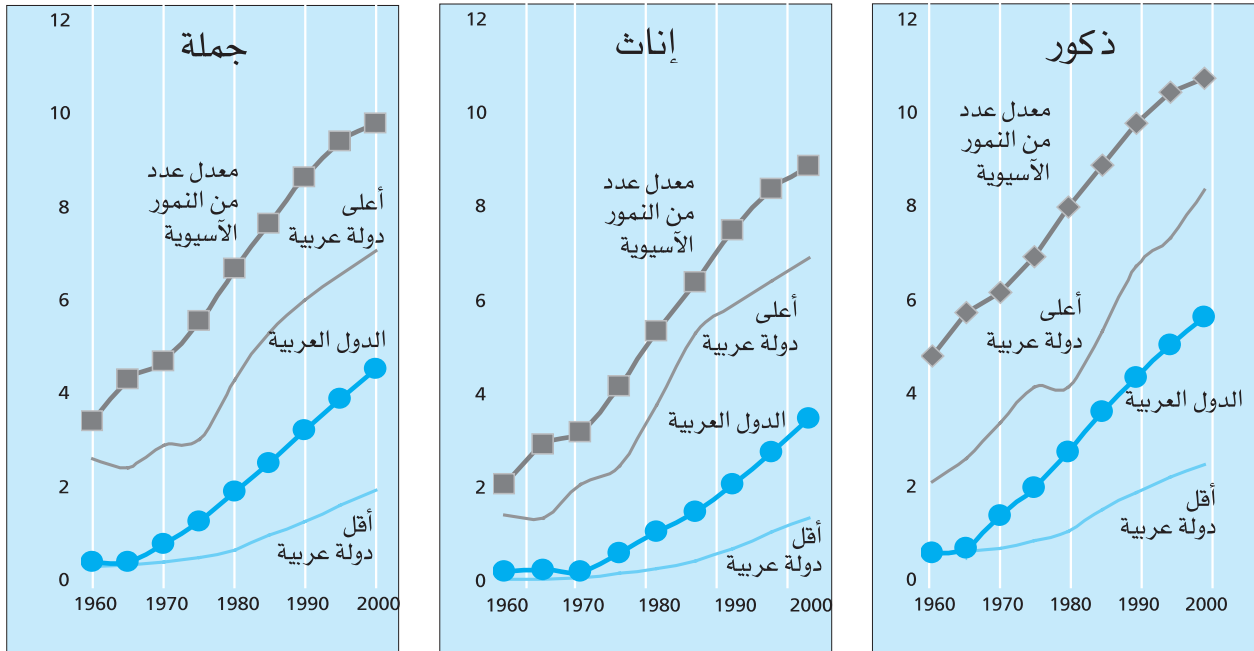 ذكور
12
10
8
6
4
2
0
معدل عدد
من النمور
الآسيوية
أعلى
دولة عربية
الدول العربية
أقل
دولة عربية
1960 1970 1980 1990 2000
إناث
12
10
8
6
4
2
0
معدل عدد
من النمور
الآسيوية
أعلى
دولة عربية
الدول العربية
أقل
دولة عربية
1960 1970 1980 1990 2000
جملة
12
10
8
6
4
2
0
معدل عدد
من النمور
الآسيوية
أعلى
دولة عربية
الدول العربية
أقل
دولة عربية
1960 1970 1980 1990 2000